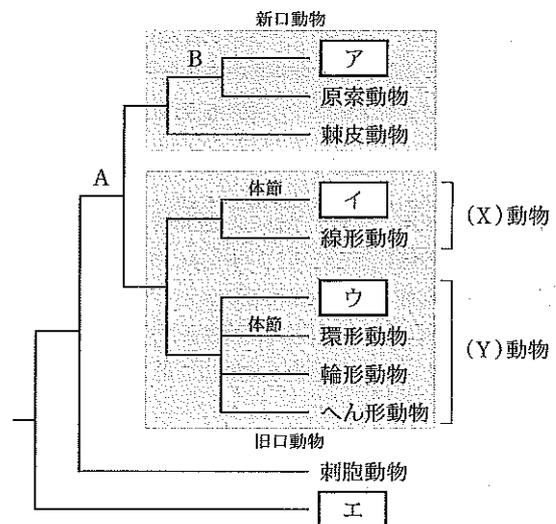 新口動物
B
ア
原索動物
棘皮動物
A
体節
イ
線形動物
(X)動物
ウ
体節
環形動物
輪形動物
へん形動物
(Y)動物
旧口動物
刺胞動物
エ